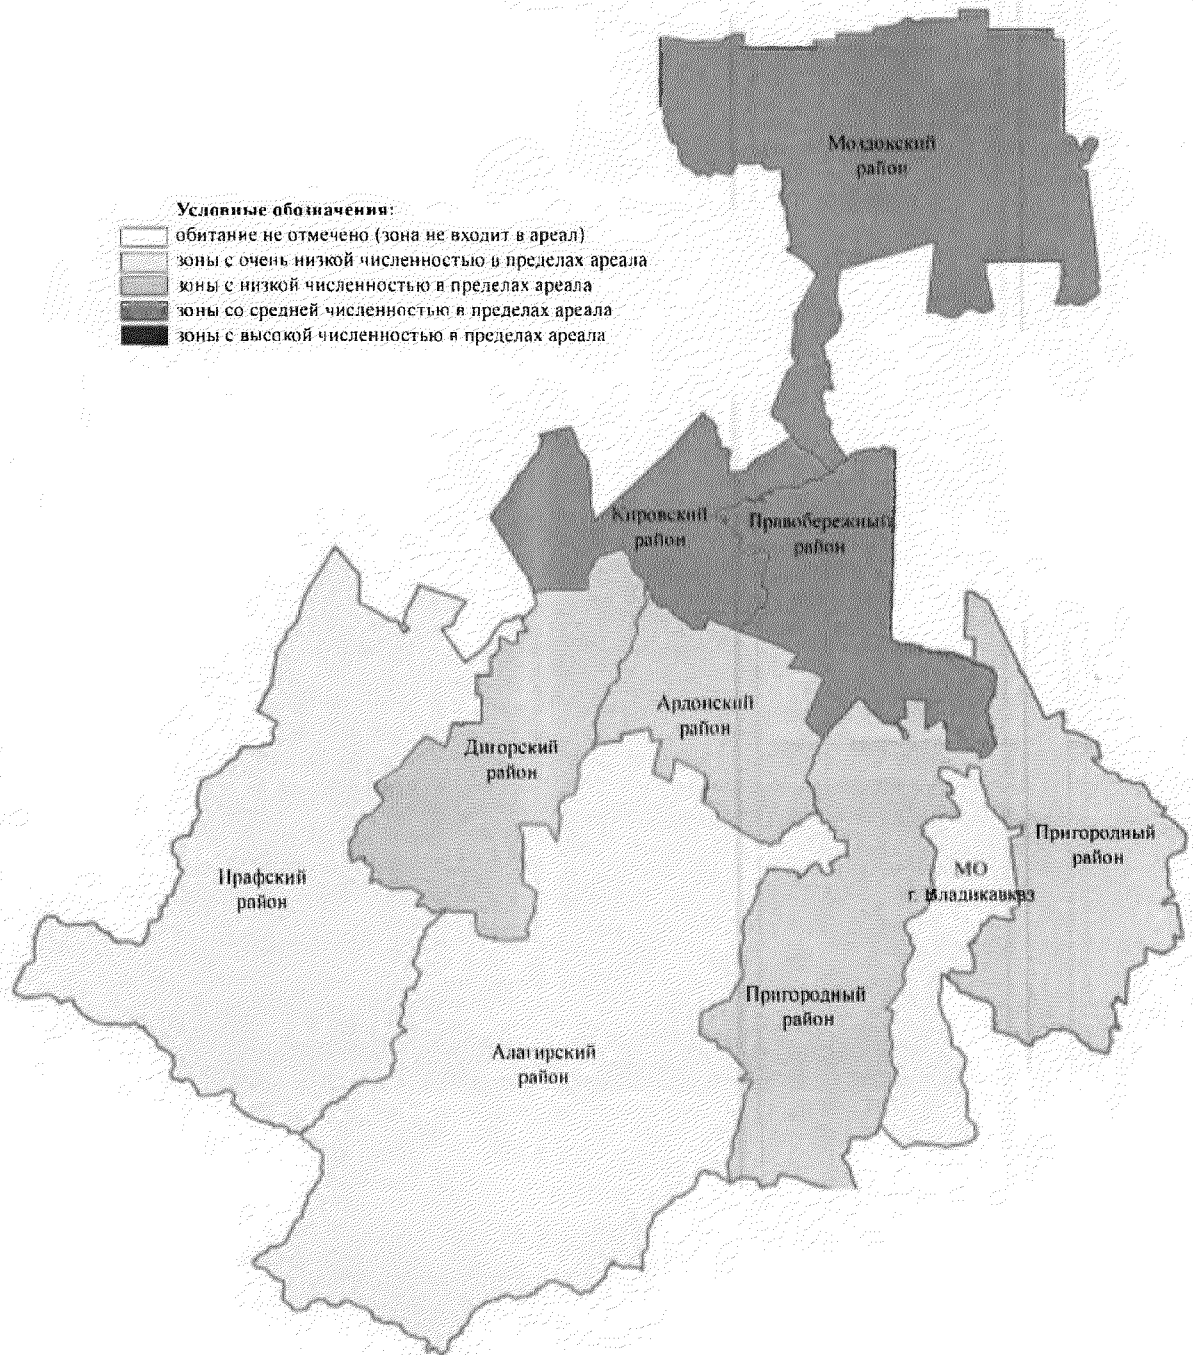 Моздокский
район
Условные обозначения:
обитание не отмечено (зона не входит в ареал)
зоны с очень низкой численностью в пределах ареала
зоны с низкой численностью в пределах ареала
зоны со средней численностью в пределах ареала
зоны с высокой численностью в пределах ареала
Кировский
район
Правобережный
район
Ардонский
район
Дигорский
район
Пригородный
район
Ирафский
район
МО
г. Владикавказ
Пригородный
район
Алагирский
район